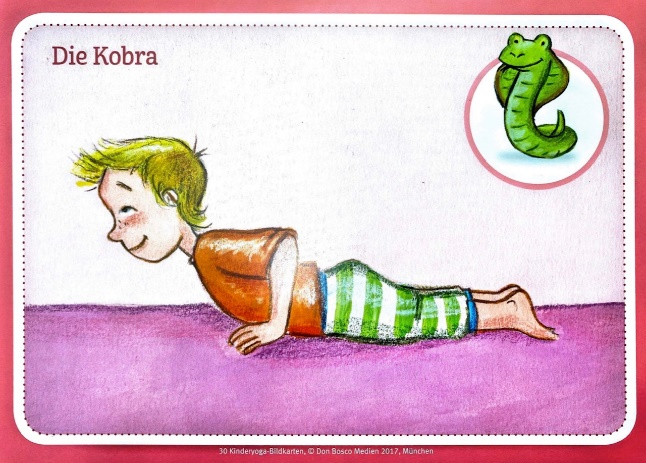 Die Kobra
30 Kinderyoga-Bildkarten, © Don Bosco Medien 2017, München